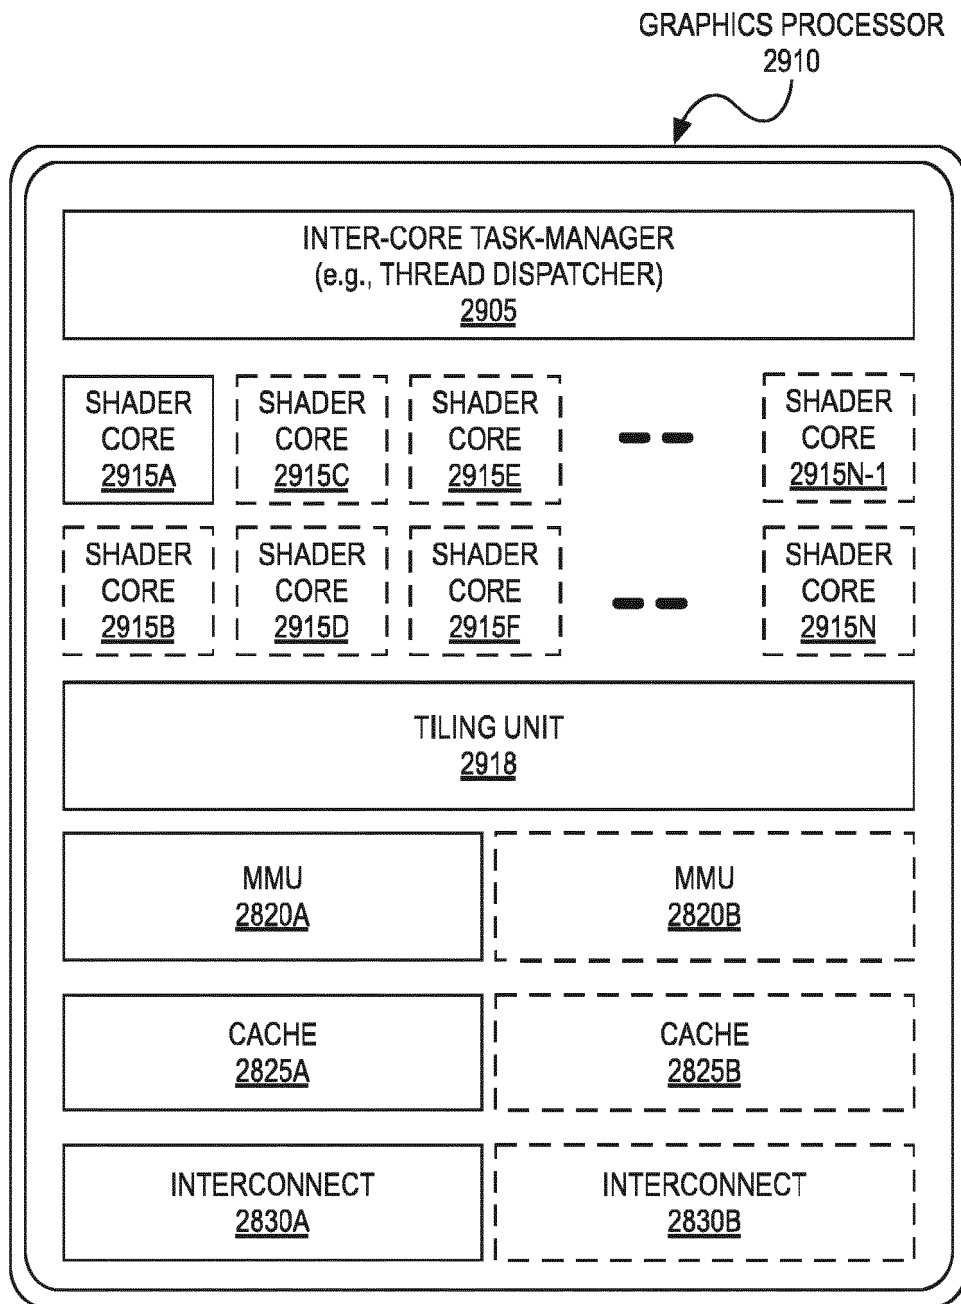 GRAPHICS PROCESSOR
2910
INTER-CORE TASK-MANAGER
(e.g., THREAD DISPATCHER)
2905
SHADER CORE 2915A
SHADER CORE 2915C
SHADER CORE 2915E
SHADER CORE 2915N-1
SHADER CORE 2915B
SHADER CORE 2915D
SHADER CORE 2915F
SHADER CORE 2915N
TILING UNIT
2918
MMU
2820A
MMU
2820B
CACHE
2825A
CACHE
2825B
INTERCONNECT
2830A
INTERCONNECT
2830B